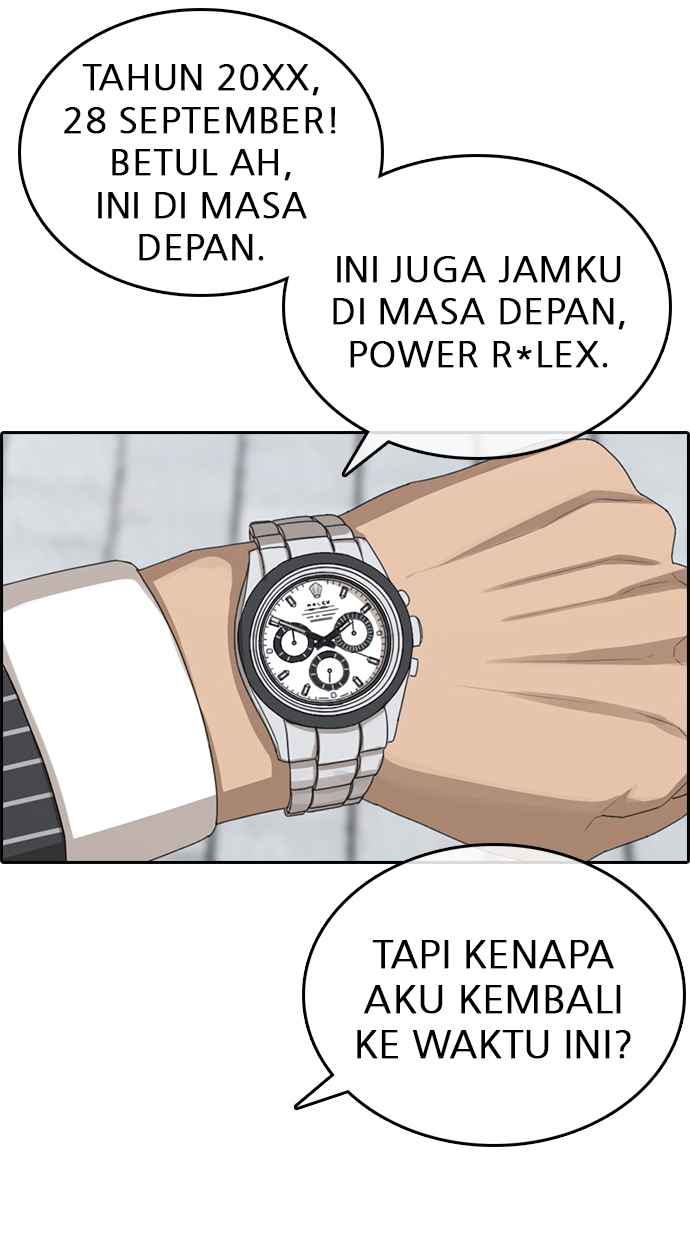 TAHUN 20XX,
28 SEPTEMBER!
BETUL AH,
INI DI MASA
DEPAN.
INI JUGA JAMKU
DI MASA DEPAN,
POWER R*LEX.
TAPI KENAPA
AKU KEMBALI
KE WAKTU INI?